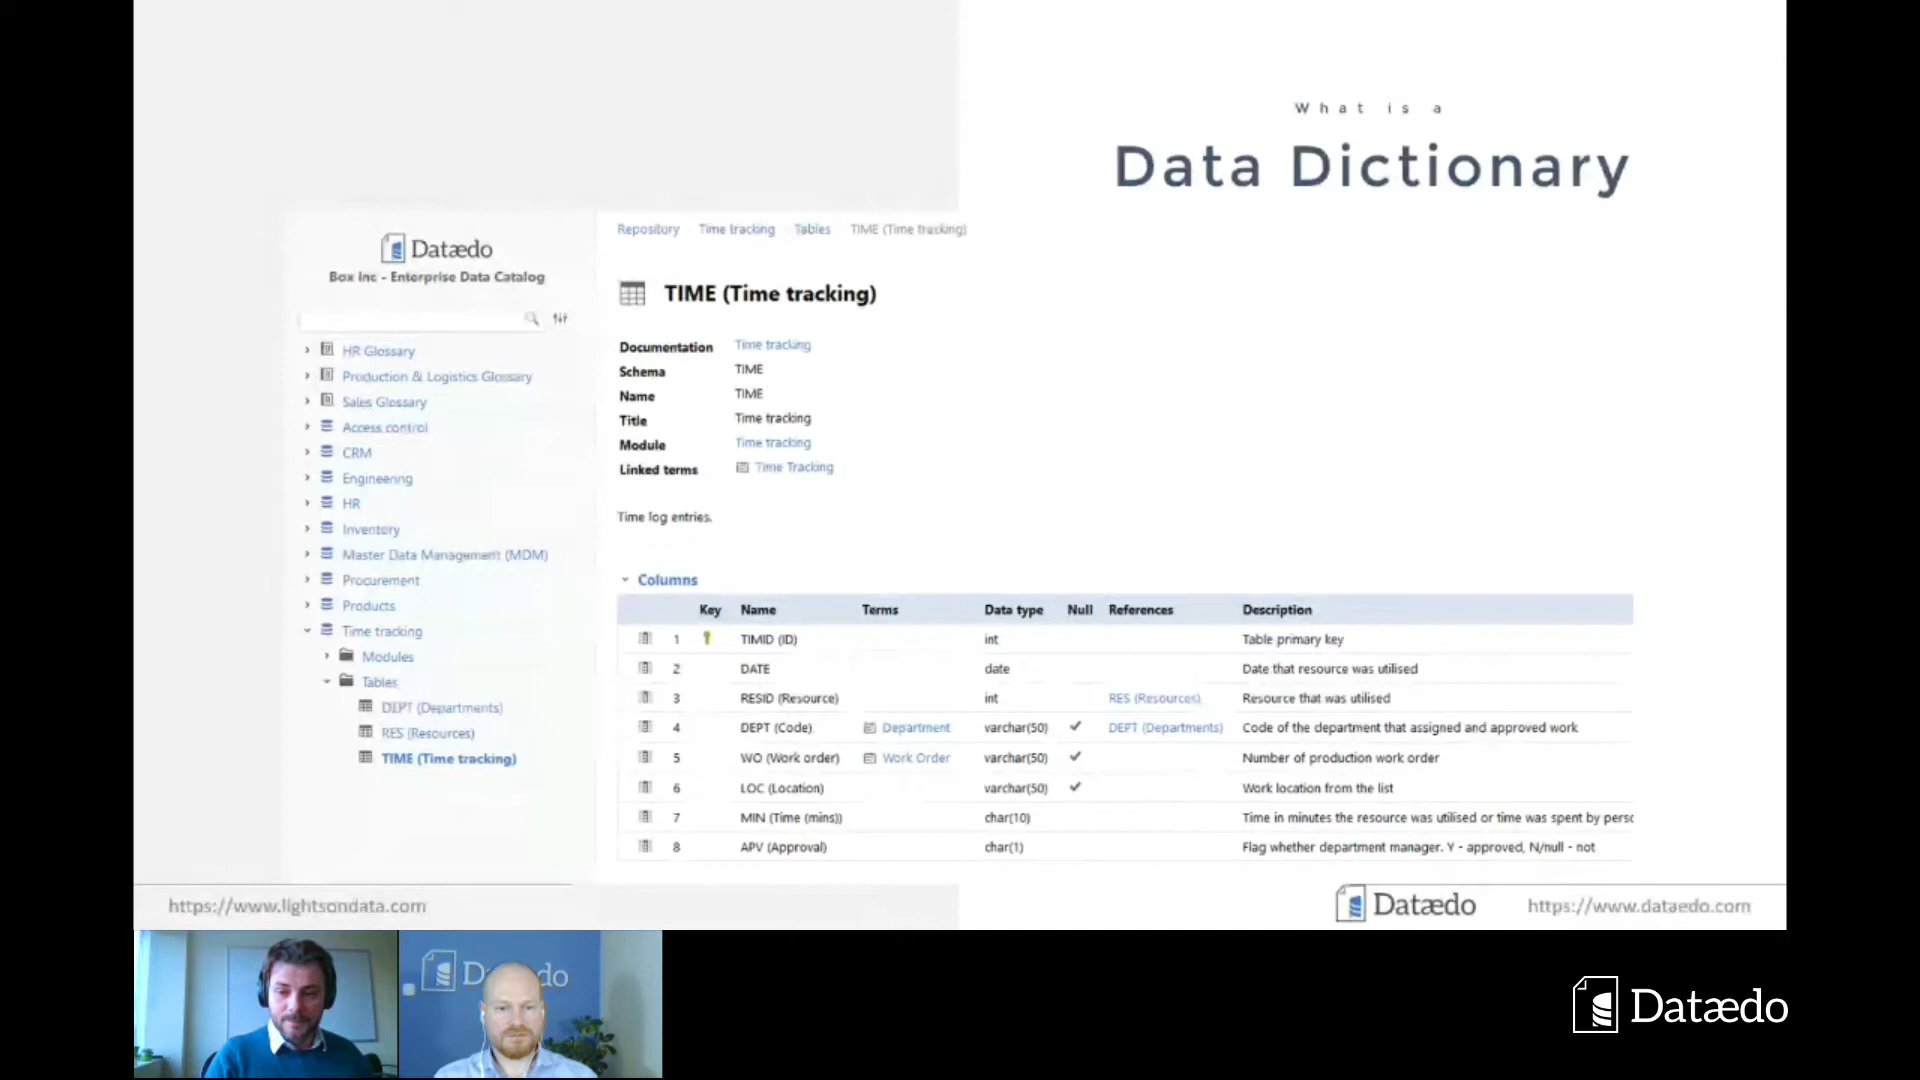 What is a
Data Dictionary
Dataedo
Box Inc - Enterprise Data Catalog
HR Glossary
Production & Logistics Glossary
Sales Glossary
Access control
CRM
Engineering
HR
Inventory
Master Data Management (MDM)
Procurement
Products
Time tracking
Modules
Tables
DEPT (Departments)
RES (Resources)
TIME (Time tracking)
Repository Time tracking Tables TIME (Time tracking)
TIME (Time tracking)
Documentation Time tracking
Schema TIME
Name TIME
Title Time tracking
Module Time tracking
Linked terms Time Tracking
Time log entries.
Columns
Key Name Terms Data type Null References Description
1 TIMID (ID) int Table primary key
2 DATE date Date that resource was utilised
3 RESID (Resource) int RES (Resources) Resource that was utilised
4 DEPT (Code) Department varchar(50) ✓ DEPT (Departments) Code of the department that assigned and approved work
5 WO (Work order) Work Order varchar(50) ✓ Number of production work order
6 LOC (Location) varchar(50) ✓ Work location from the list
7 MIN (Time (mins)) char(10) Time in minutes the resource was utilised or time was spent by perso
8 APV (Approval) char(1) Flag whether department manager. Y - approved, N/null - not
https://www.lightsondata.com
Datædo https://www.dataedo.com
Datædo